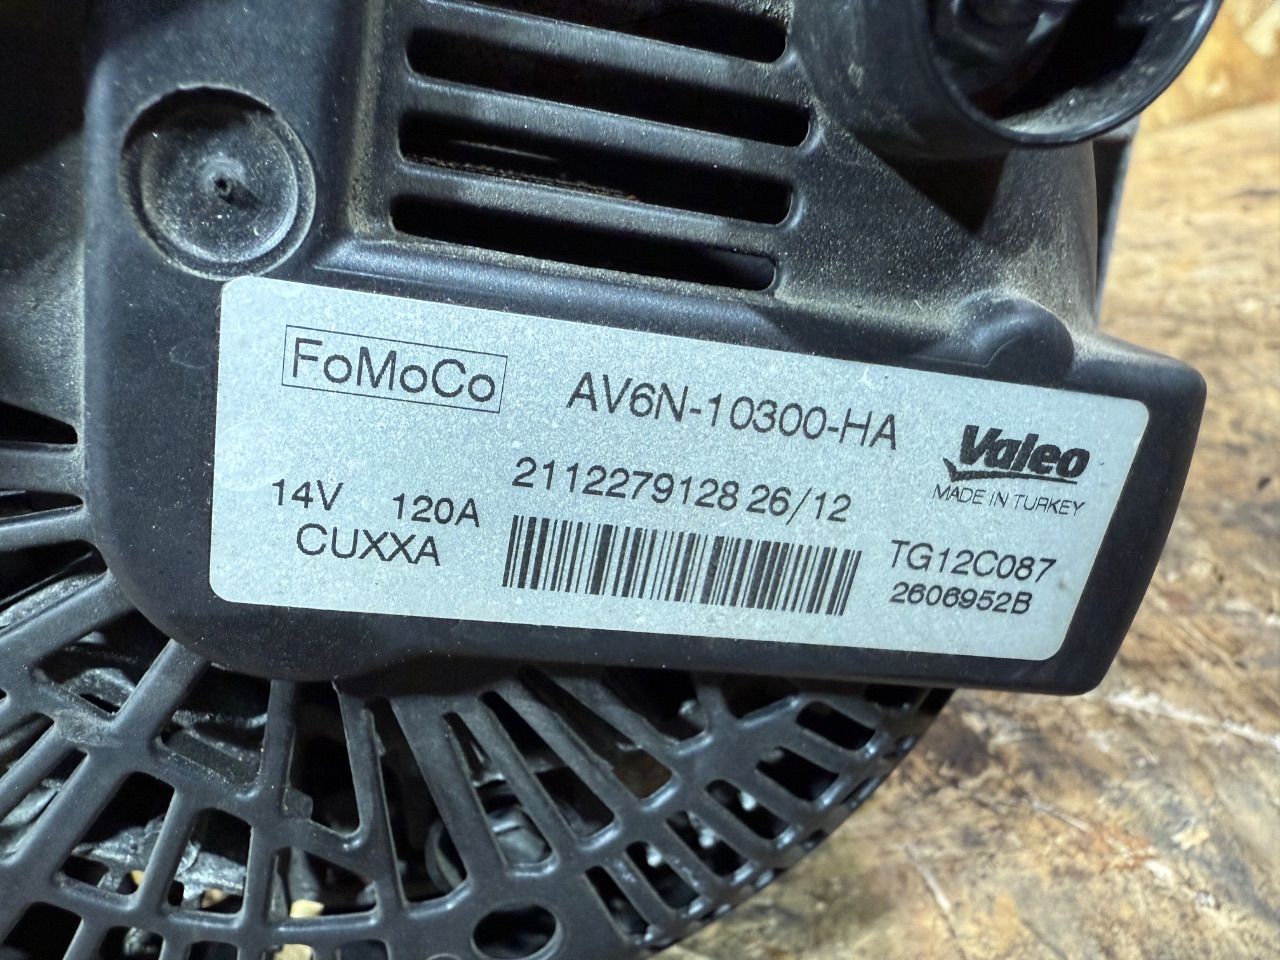 FoMoCo AV6N-10300-HA
Valeo
MADE IN TURKEY
14V 120A 2112279128 26/12
CUXXA
TG12C087
2606952B